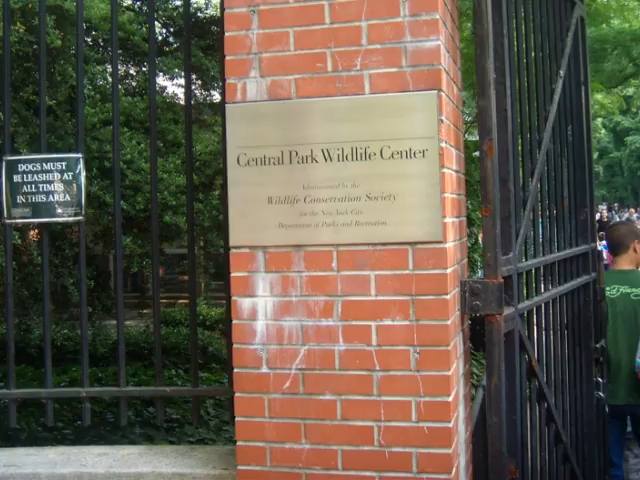 DOGS MUST
BE LEASHED AT
ALL TIMES
IN THIS AREA
Central Park Wildlife Center
Administered by the
Wildlife Conservation Society
for the New York City
Department of Parks and Recreation